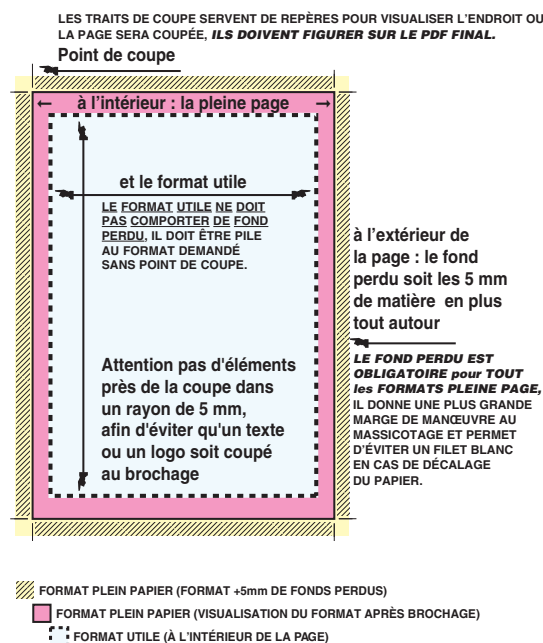 LES TRAITS DE COUPE SERVENT DE REPÈRES POUR VISUALISER L'ENDROIT OU
LA PAGE SERA COUPÉE, ILS DOIVENT FIGURER SUR LE PDF FINAL.
Point de coupe
← à l'intérieur : la pleine page →
et le format utile
LE FORMAT UTILE NE DOIT
PAS COMPORTER DE FOND
PERDU, IL DOIT ÊTRE PILE
AU FORMAT DEMANDÉ
SANS POINT DE COUPE.
Attention pas d'éléments
près de la coupe dans
un rayon de 5 mm,
afin d'éviter qu'un texte
ou un logo soit coupé
au brochage
à l'extérieur de
la page : le fond
perdu soit les 5 mm
de matière en plus
tout autour
LE FOND PERDU EST
OBLIGATOIRE pour TOUT
les FORMATS PLEINE PAGE,
IL DONNE UNE PLUS GRANDE
MARGE DE MANŒUVRE AU
MASSICOTAGE ET PERMET
D'ÉVITER UN FILET BLANC
EN CAS DE DÉCALAGE
DU PAPIER.
FORMAT PLEIN PAPIER (FORMAT +5mm DE FONDS PERDUS)
FORMAT PLEIN PAPIER (VISUALISATION DU FORMAT APRÈS BROCHAGE)
FORMAT UTILE (À L'INTÉRIEUR DE LA PAGE)